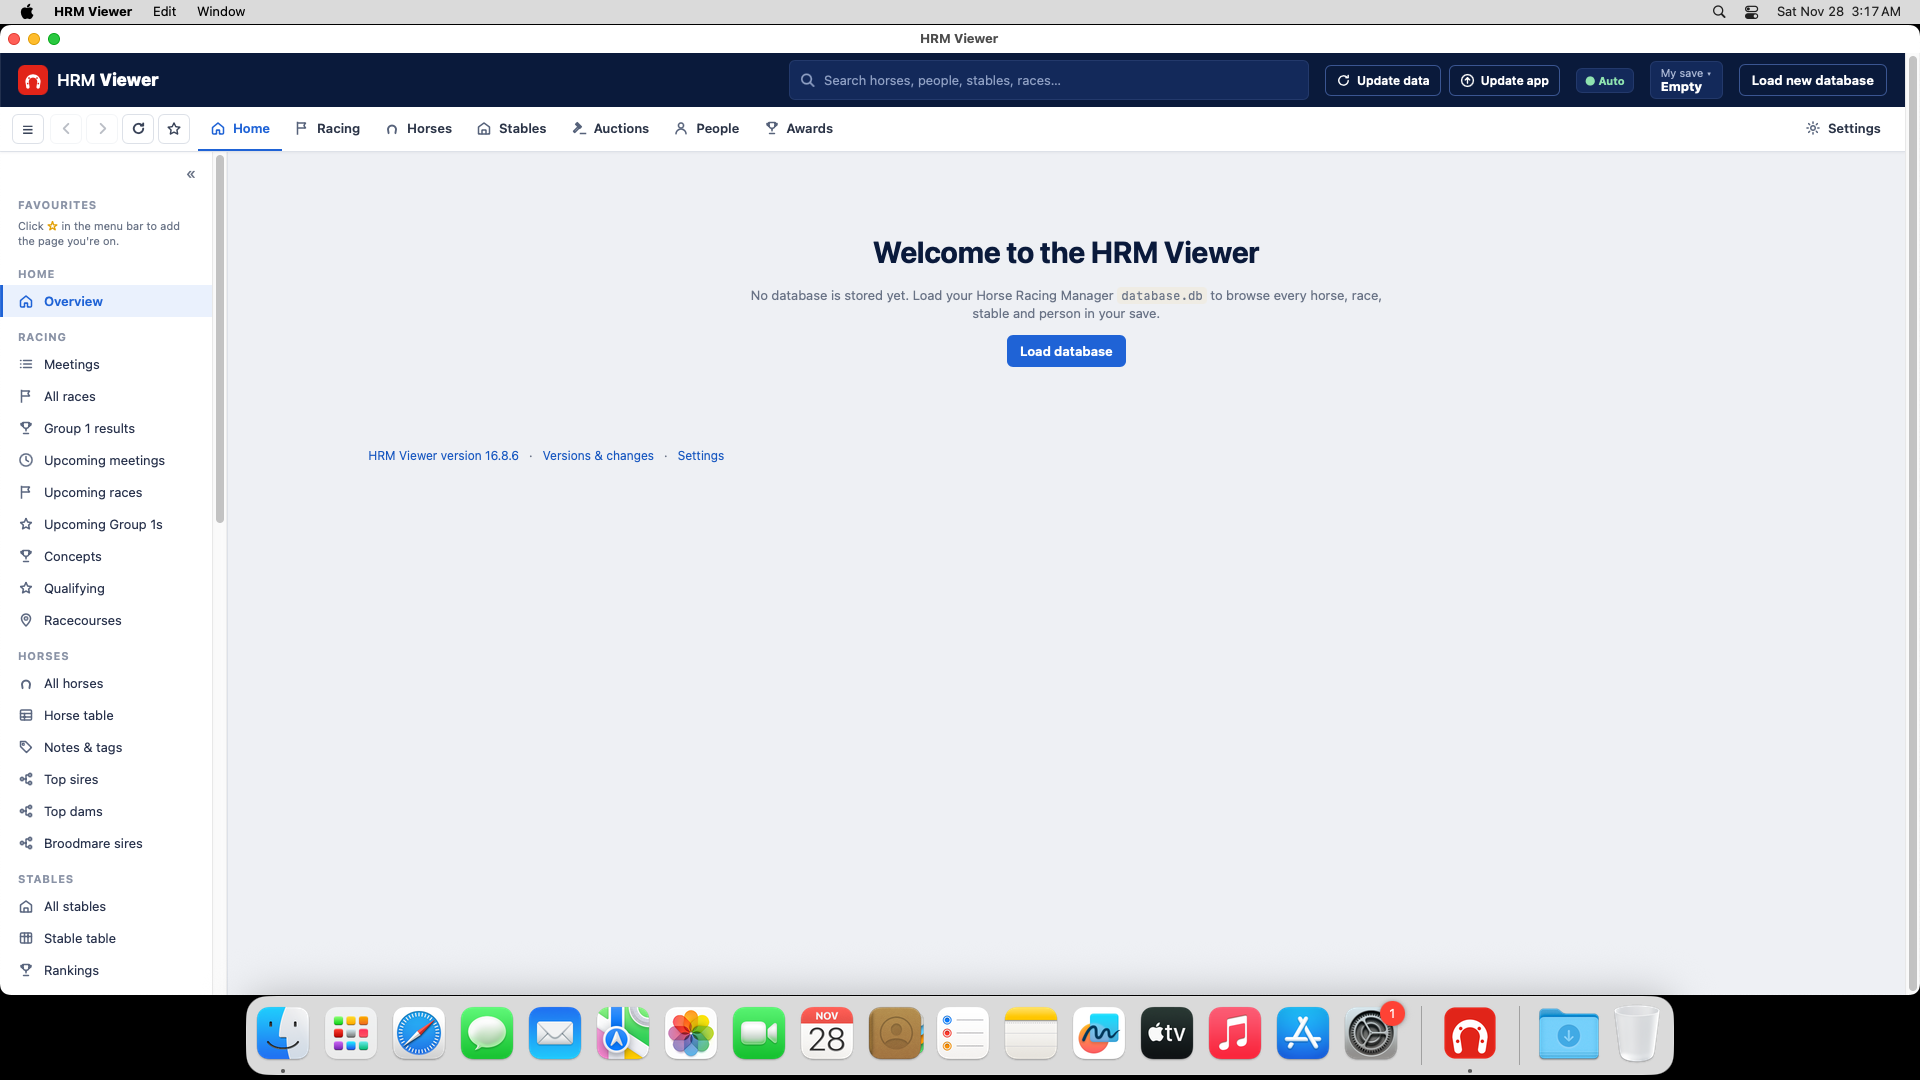 HRM Viewer Edit Window
Sat Nov 28 3:17 AM
HRM Viewer
HRM Viewer
Search horses, people, stables, races...
Update data
Update app
Auto
My save
Empty
Load new database
Home
Racing
Horses
Stables
Auctions
People
Awards
Settings
«
FAVOURITES
Click ☆ in the menu bar to add
the page you're on.
HOME
Overview
RACING
Meetings
All races
Group 1 results
Upcoming meetings
Upcoming races
Upcoming Group 1s
Concepts
Qualifying
Racecourses
HORSES
All horses
Horse table
Notes & tags
Top sires
Top dams
Broodmare sires
STABLES
All stables
Stable table
Rankings
Welcome to the HRM Viewer
No database is stored yet. Load your Horse Racing Manager database.db to browse every horse, race,
stable and person in your save.
Load database
HRM Viewer version 16.8.6 · Versions & changes · Settings
NOV
28
tv
1